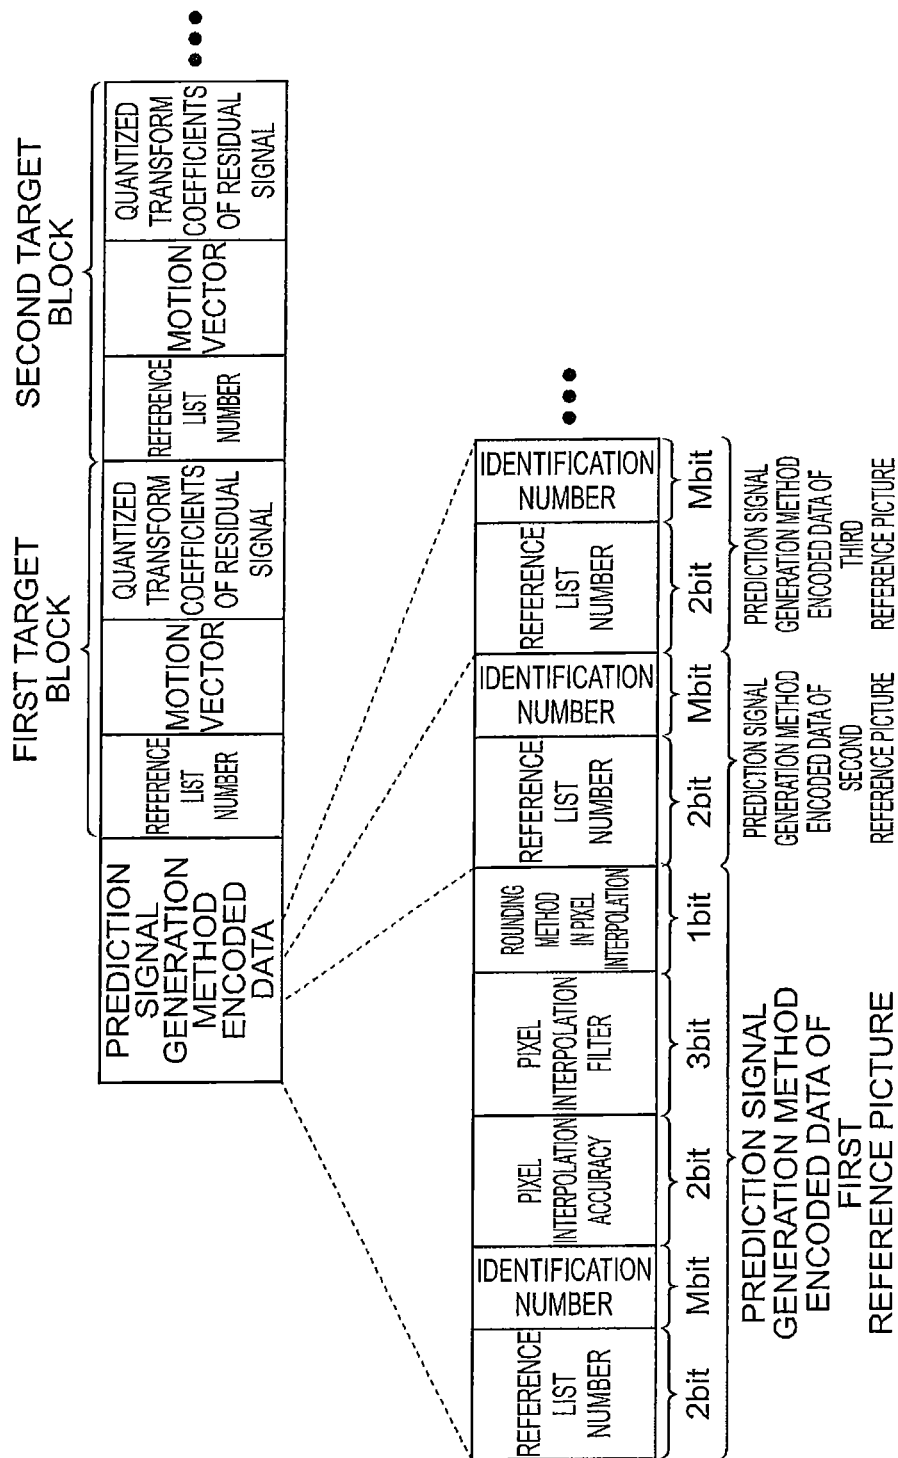 FIRST TARGET
BLOCK
SECOND TARGET
BLOCK
PREDICTION
SIGNAL
GENERATION
METHOD
ENCODED
DATA
REFERENCE
LIST
NUMBER
MOTION
VECTOR
QUANTIZED
TRANSFORM
COEFFICIENTS
OF RESIDUAL
SIGNAL
REFERENCE
LIST
NUMBER
MOTION
VECTOR
QUANTIZED
TRANSFORM
COEFFICIENTS
OF RESIDUAL
SIGNAL
REFERENCE
LIST
NUMBER
IDENTIFICATION
NUMBER
PIXEL
INTERPOLATION
ACCURACY
PIXEL
INTERPOLATION
FILTER
ROUNDING
METHOD
IN PIXEL
INTERPOLATION
REFERENCE
LIST
NUMBER
IDENTIFICATION
NUMBER
REFERENCE
LIST
NUMBER
IDENTIFICATION
NUMBER
2bit
Mbit
2bit
3bit
1bit
2bit
Mbit
2bit
Mbit
PREDICTION SIGNAL
GENERATION METHOD
ENCODED DATA OF
FIRST
REFERENCE PICTURE
PREDICTION SIGNAL
GENERATION METHOD
ENCODED DATA OF
SECOND
REFERENCE PICTURE
PREDICTION SIGNAL
GENERATION METHOD
ENCODED DATA OF
THIRD
REFERENCE PICTURE